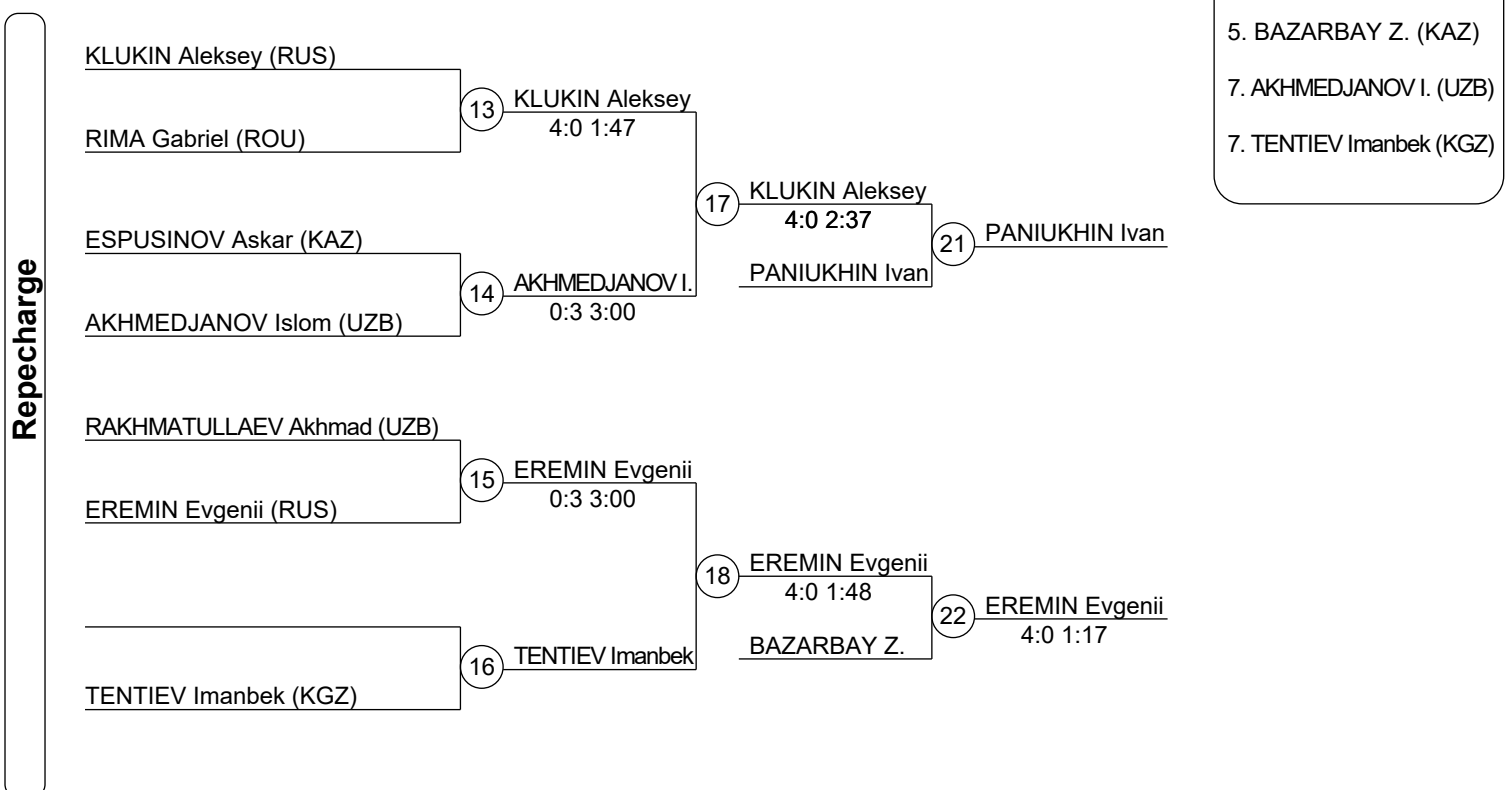 Repecharge
5. BAZARBAY Z. (KAZ)
7. AKHMEDJANOV I. (UZB)
7. TENTIEV Imanbek (KGZ)
KLUKIN Aleksey (RUS)
13
KLUKIN Aleksey
4:0 1:47
RIMA Gabriel (ROU)
17
KLUKIN Aleksey
4:0 2:37
21
PANIUKHIN Ivan
PANIUKHIN Ivan
ESPUSINOV Askar (KAZ)
14
AKHMEDJANOV I.
0:3 3:00
AKHMEDJANOV Islom (UZB)
RAKHMATULLAEV Akhmad (UZB)
15
EREMIN Evgenii
0:3 3:00
EREMIN Evgenii (RUS)
18
EREMIN Evgenii
4:0 1:48
22
EREMIN Evgenii
4:0 1:17
BAZARBAY Z.
16
TENTIEV Imanbek
TENTIEV Imanbek (KGZ)